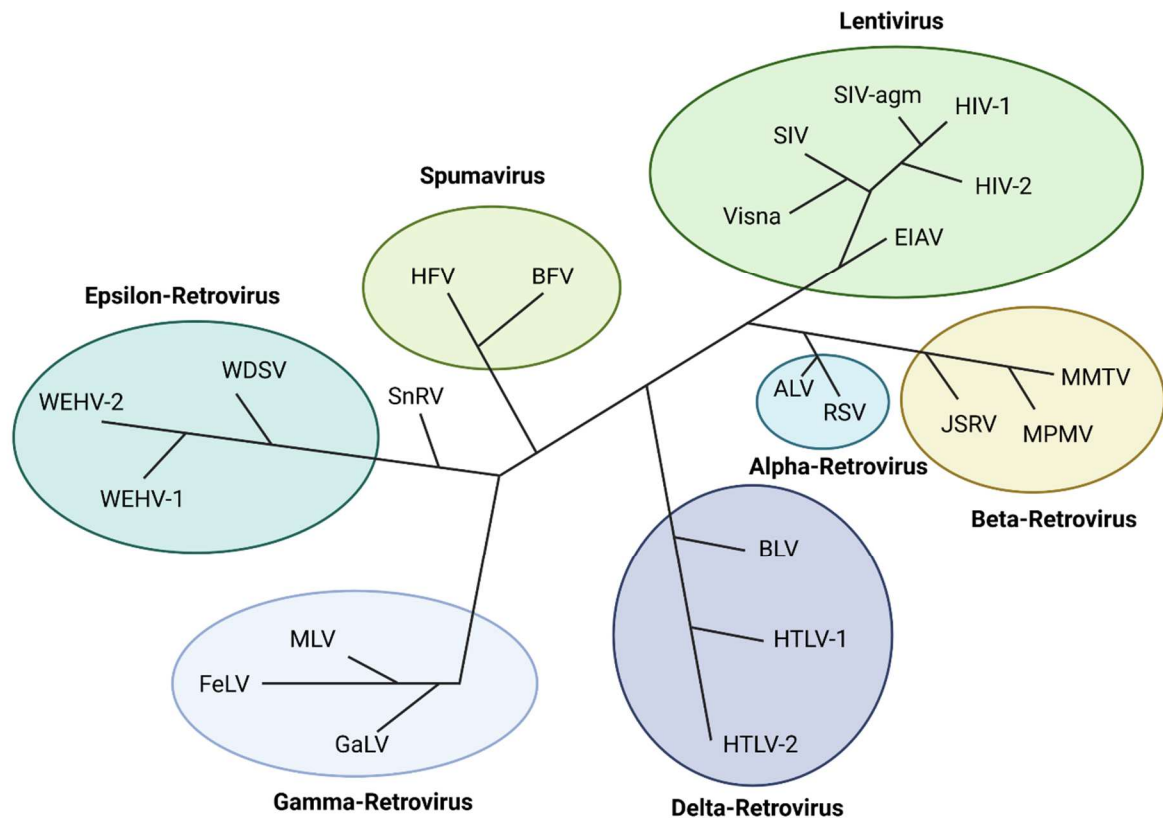 Lentivirus
SIV-agm
HIV-1
SIV
HIV-2
Visna
EIAV
Spumavirus
HFV
BFV
Epsilon-Retrovirus
WDSV
WEHV-2
WEHV-1
SnRV
ALV
RSV
Alpha-Retrovirus
MMTV
JSRV
MPMV
Beta-Retrovirus
BLV
HTLV-1
HTLV-2
Delta-Retrovirus
MLV
FeLV
GaLV
Gamma-Retrovirus